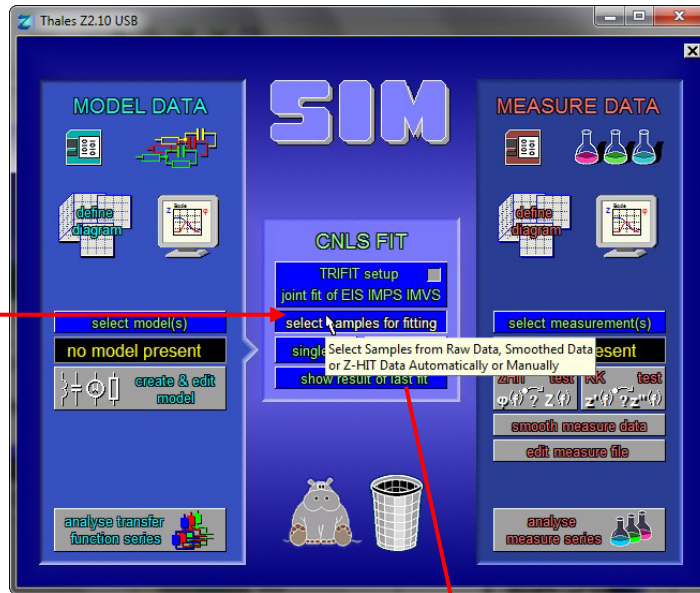 Thales Z2.10 USB
SIM
MODEL DATA
define
diagram
Bode
select model(s)
no model present
create & edit
model
analyse transfer
function series
CNLS FIT
TRIFIT setup
joint fit of EIS IMPS IMVS
select samples for fitting
single
Select Samples from Raw Data, Smoothed Data
or Z-HIT Data Automatically or Manually
show result of last fit
MEASURE DATA
define
diagram
Bode
select measurement(s)
esent
test
test
smooth measure data
edit measure file
analyse
measure series